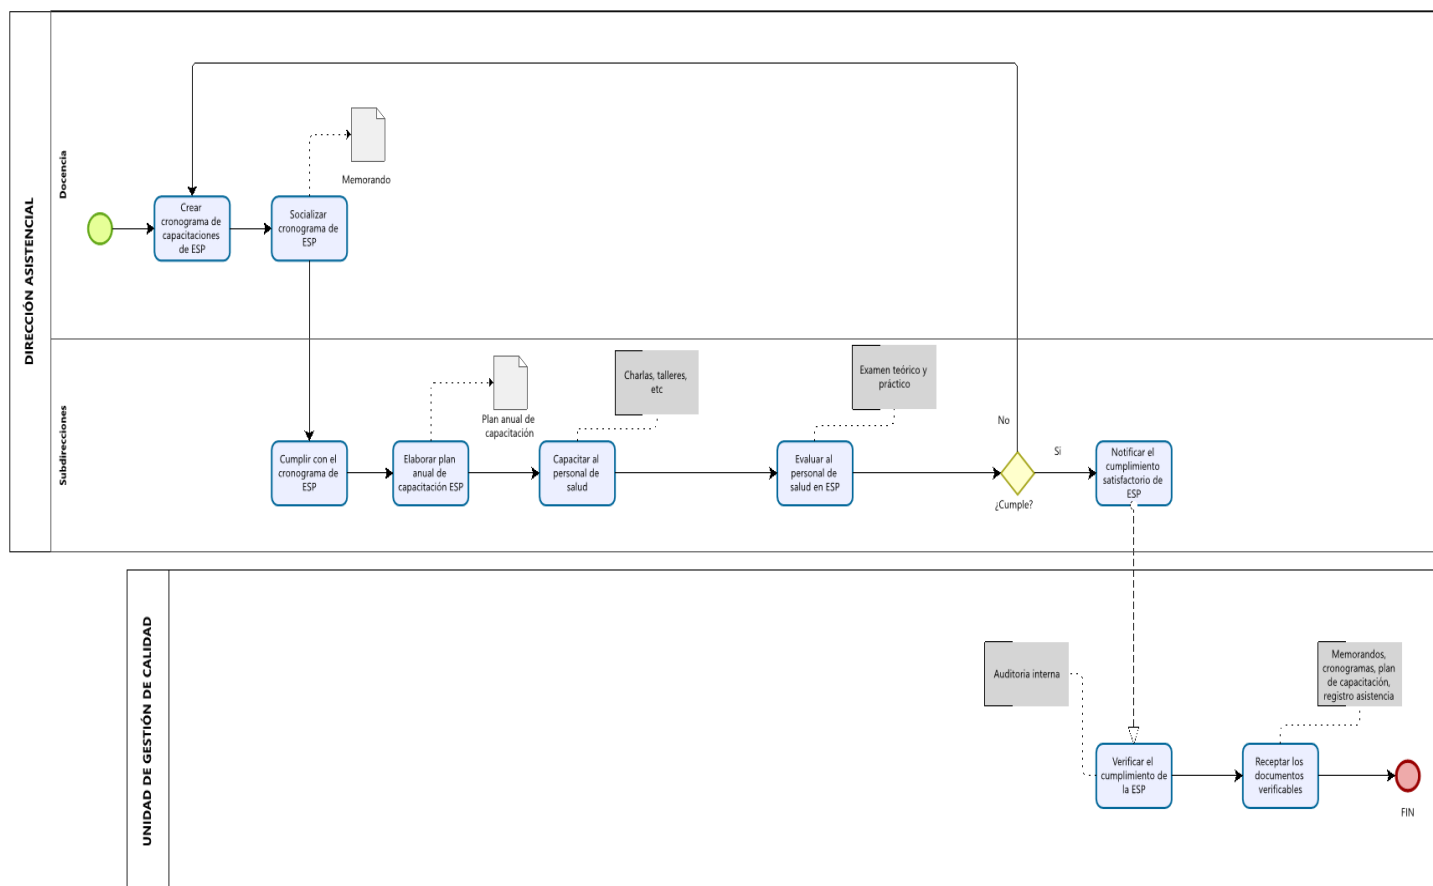 DIRECCIÓN ASISTENCIAL
Docencia
Crear
cronograma de
capacitaciones
de ESP
Socializar
cronograma de
ESP
Memorando
Subdirecciones
Cumplir con el
cronograma de
ESP
Elaborar plan
anual de
capacitación ESP
Plan anual de
capacitación
Capacitar al
personal de
salud
Charlas, talleres,
etc
Evaluar al
personal de
salud en ESP
Examen teórico y
práctico
No
Si
¿Cumple?
Notificar el
cumplimiento
satisfactorio de
ESP
UNIDAD DE GESTIÓN DE CALIDAD
Auditoria interna
Verificar el
cumplimiento de
la ESP
Receptar los
documentos
verificables
Memorandos,
cronogramas, plan
de capacitación,
registro asistencia
FIN